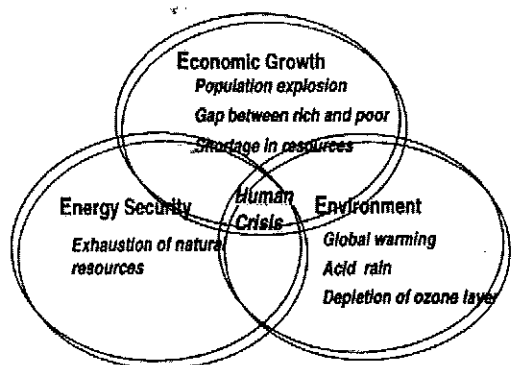 Economic Growth
Population explosion
Gap between rich and poor
Shortage in resources
Human
Crisis
Energy Security
Exhaustion of natural
resources
Environment
Global warming
Acid rain
Depletion of ozone layer